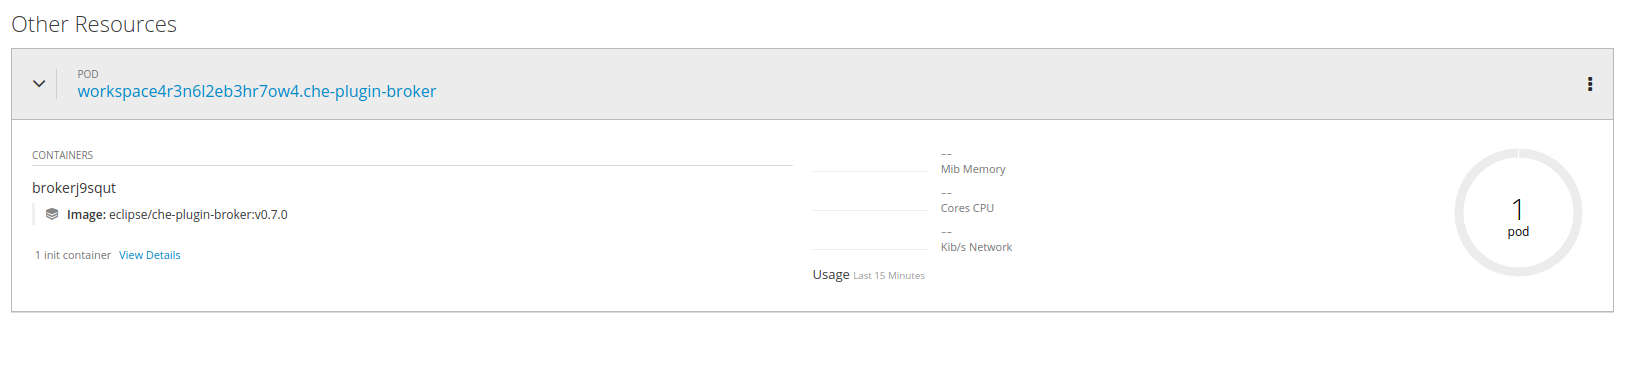 Other Resources
POD
workspace4r3n6l2eb3hr7ow4.che-plugin-broker
CONTAINERS
brokerj9squt
Image: eclipse/che-plugin-broker:v0.7.0
1 init container View Details
--
Mib Memory
--
Cores CPU
--
Kib/s Network
Usage Last 15 Minutes
1
pod